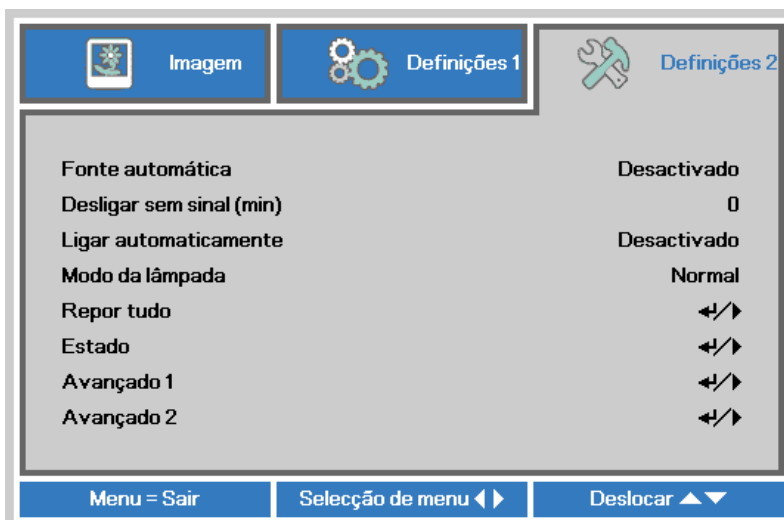 Imagem Definições 1 Definições 2
Fonte automática Desactivado
Desligar sem sinal (min) 0
Ligar automaticamente Desactivado
Modo da lâmpada Normal
Repor tudo
Estado
Avançado 1
Avançado 2
Menu = Sair Selecção de menu Deslocar